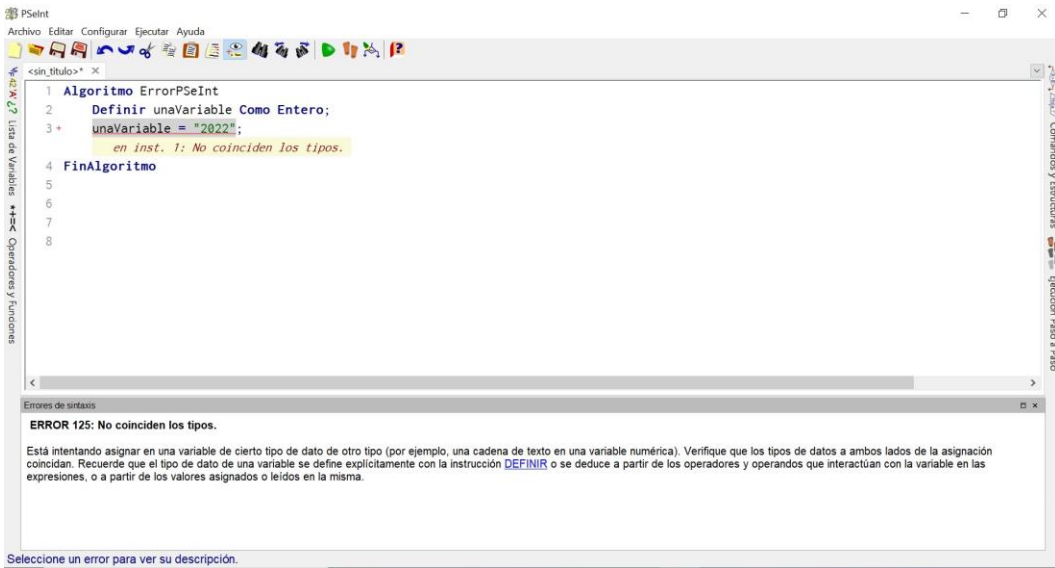 PSeInt
Archivo Editar Configurar Ejecutar Ayuda
<sin_titulo>*
1 Algoritmo ErrorPSeInt
2 Definir unaVariable Como Entero;
3 unaVariable = "2022";
en inst. 1: No coinciden los tipos.
4 FinAlgoritmo
5
6
7
8
Lista de Variables
Operadores y Funciones
Comandos y Estructuras
Ejecución Paso a Paso
Errores de sintaxis
ERROR 125: No coinciden los tipos.
Está intentando asignar en una variable de cierto tipo de dato de otro tipo (por ejemplo, una cadena de texto en una variable numérica). Verifique que los tipos de datos a ambos lados de la asignación
coincidan. Recuerde que el tipo de dato de una variable se define explícitamente con la instrucción DEFINIR o se deduce a partir de los operadores y operandos que interactúan con la variable en las
expresiones, o a partir de los valores asignados o leídos en la misma.
Seleccione un error para ver su descripción.